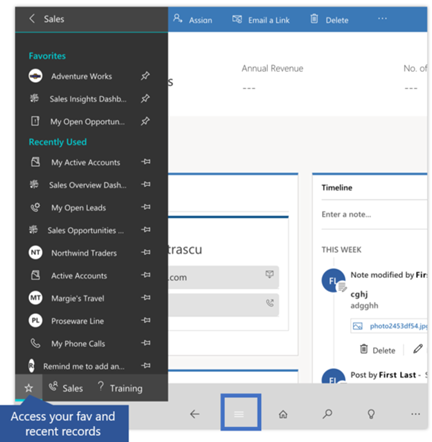 Sales
Assign
Email a Link
Delete
...
Annual Revenue
No. of
---
---
s
Favorites
Adventure Works
Sales Insights Dashb...
My Open Opportun...
Recently Used
My Active Accounts
Sales Overview Dash...
My Open Leads
Sales Opportunities ...
NT Northwind Traders
Active Accounts
MT Margie's Travel
PL Proseware Line
My Phone Calls
Remind me to add an...
Sales
? Training
trascu
.com
Timeline
Enter a note...
THIS WEEK
FL
Note modified by Firs
cghj
adgghh
photo2453df54.jp
Delete
FL
Post by First Last - S
Access your fav and
recent records